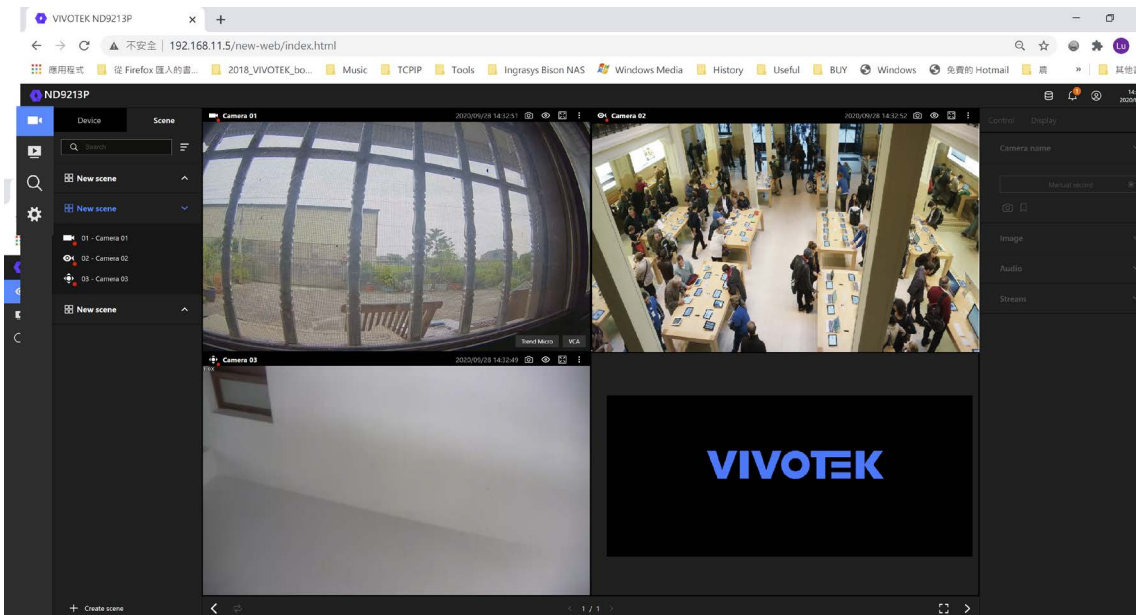 VIVOTEK ND9213P
不安全 192.168.11.5/new-web/index.html
Lu
應用程式 從 Firefox 匯入的書... 2018_VIVOTEK_bo... Music TCPIP Tools Ingrasys Bison NAS Windows Media History Useful BUY Windows 免費的 Hotmail 農 » 其他
ND9213P
Device Scene
Search
New scene
New scene
01 - Camera 01
02 - Camera 02
03 - Camera 03
New scene
Create scene
Camera 01 2020/09/28 14:32:51
Trend Micro VCA
Camera 02 2020/09/28 14:32:52
Camera 03 2020/09/28 14:32:49
VIVOTEK
1 / 1
Control Display
Camera name
Manual record
Image
Audio
Stream